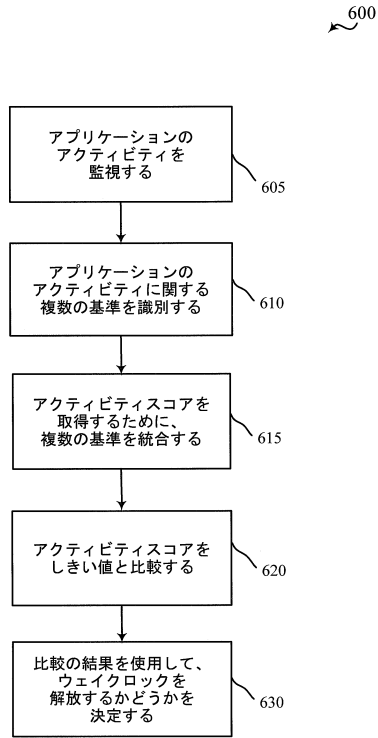 600
アプリケーションの
アクティビティを
監視する
605
アプリケーションの
アクティビティに関する
複数の基準を識別する
610
アクティビティスコアを
取得するために、
複数の基準を統合する
615
アクティビティスコアを
しきい値と比較する
620
比較の結果を使用して、
ウェイクロックを
解放するかどうかを
決定する
630